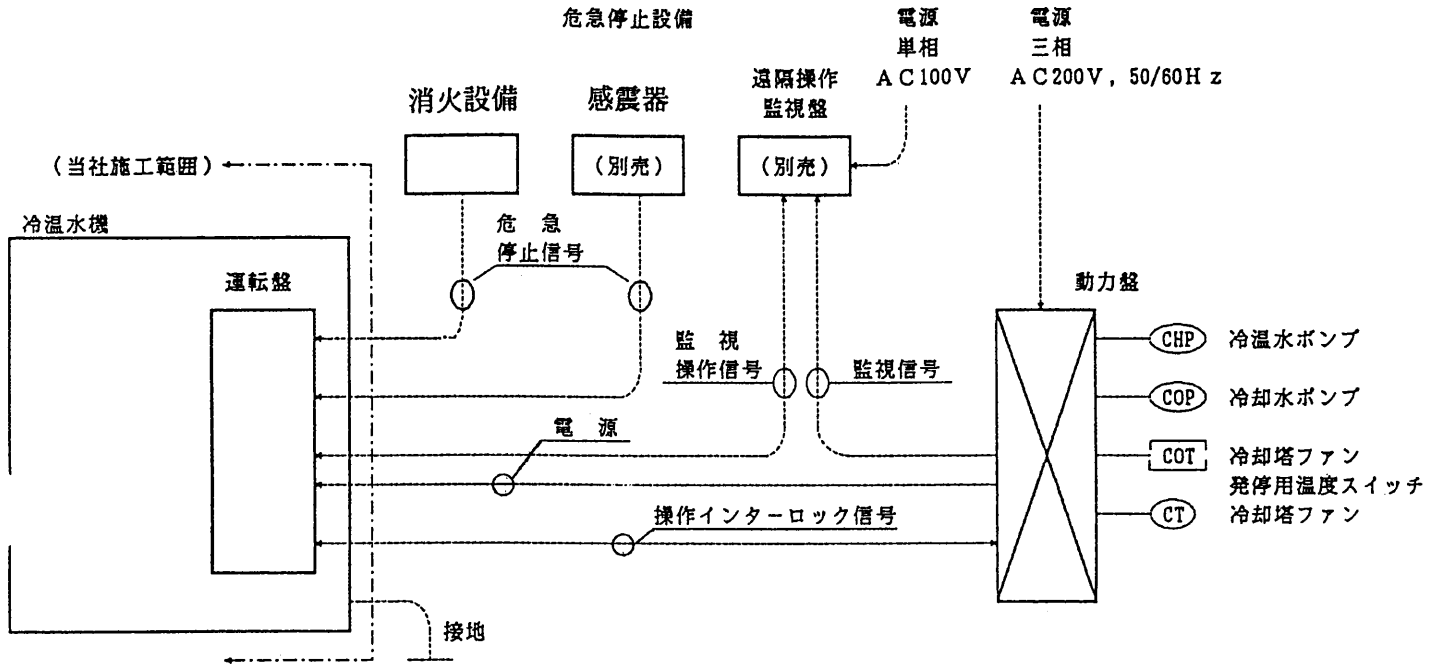 危急停止設備
電源
単相
AC100V
電源
三相
AC200V, 50/60Hz
消火設備
感震器
遠隔操作
監視盤
(当社施工範囲)
(別売)
(別売)
冷温水機
危 急
停止信号
運転盤
動力盤
監 視
操作信号
監視信号
CHP 冷温水ポンプ
COP 冷却水ポンプ
電 源
COT 冷却塔ファン
発停用温度スイッチ
CT 冷却塔ファン
操作インターロック信号
接地